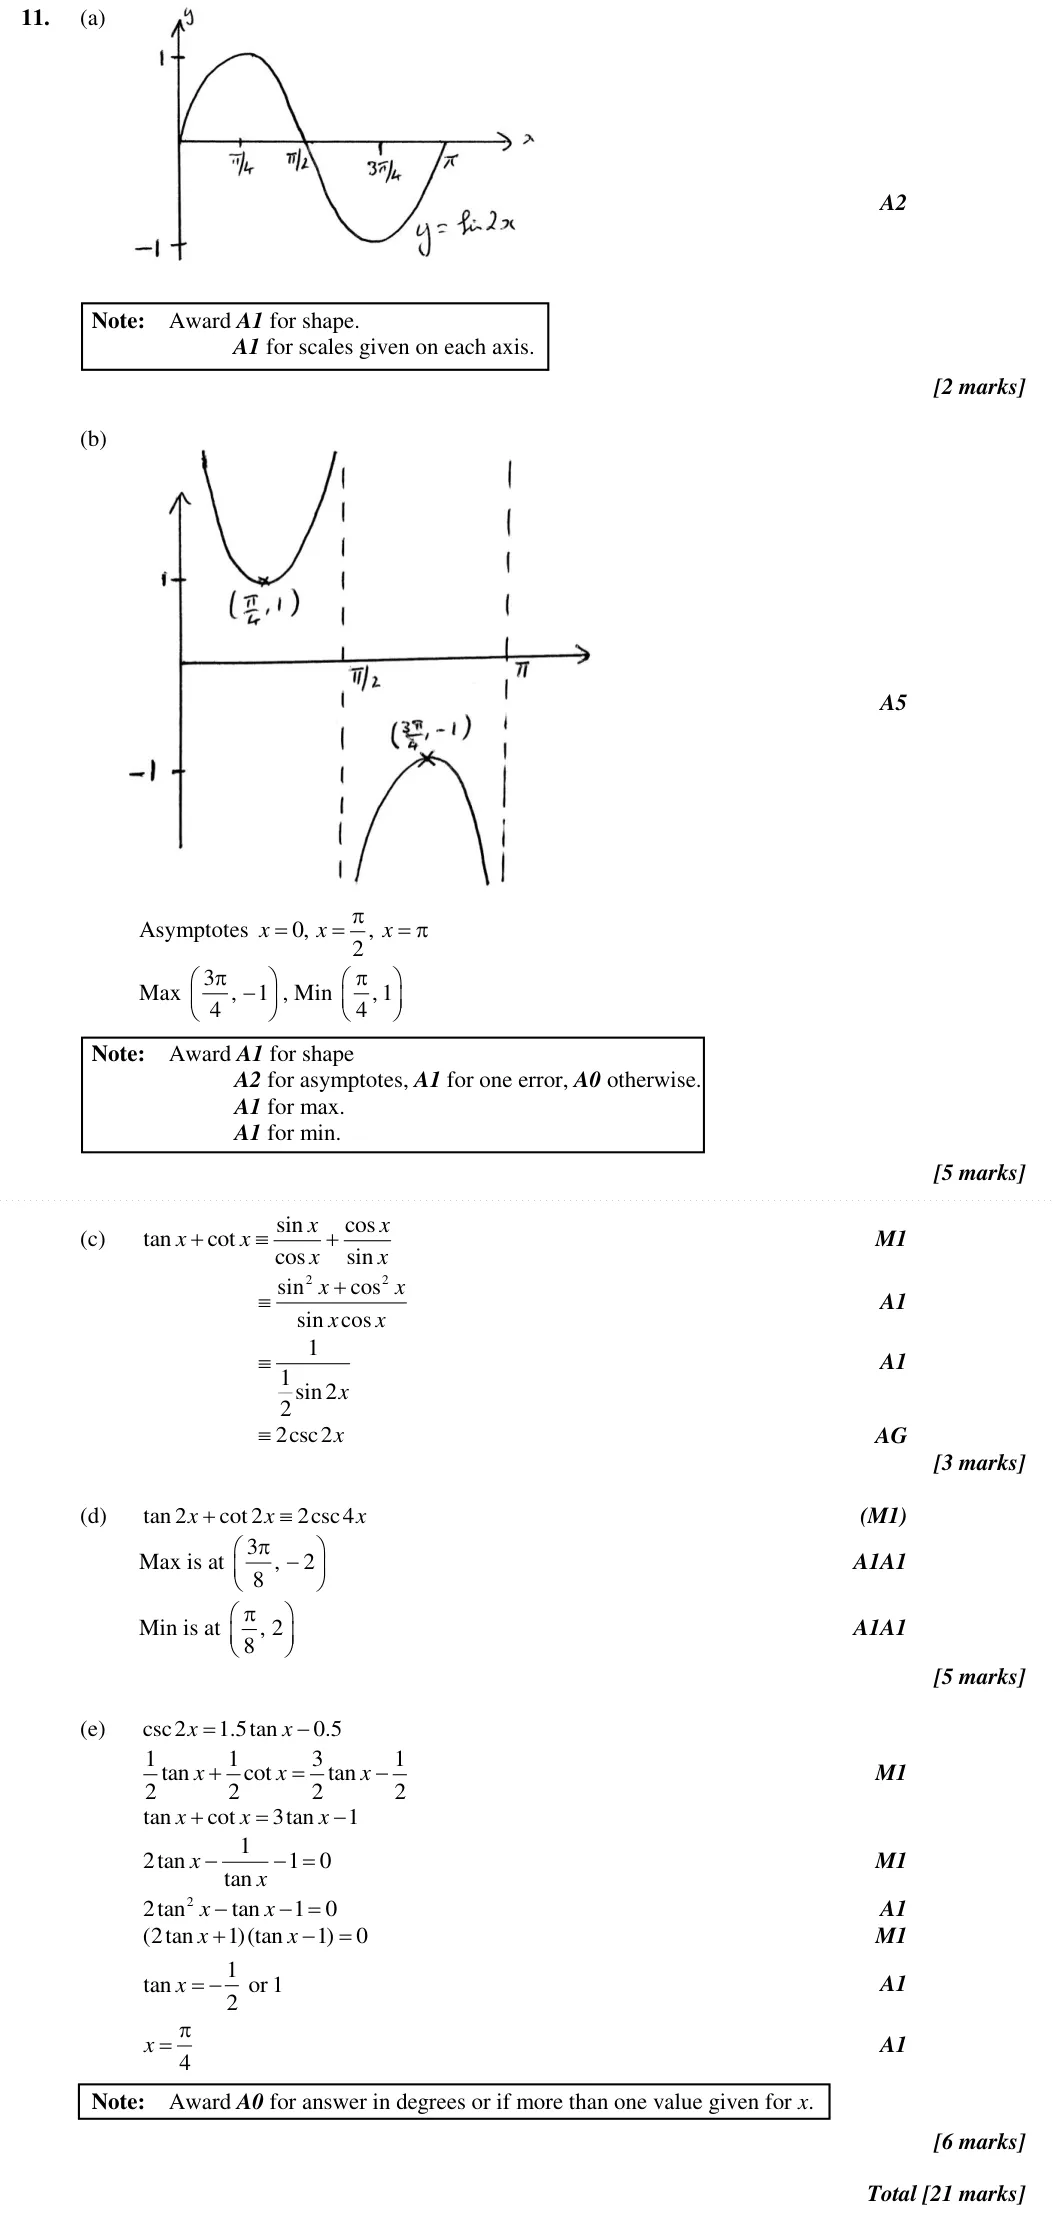 11. (a)
y
1
x
π/4 π/2 3π/4 π
y = sin2x
−1
A2
Note: Award A1 for shape.
A1 for scales given on each axis.
[2 marks]
(b)
1
(π/4, 1)
π/2 π
(3π/4, −1)
−1
A5
Asymptotes x = 0, x = π/2, x = π
Max (3π/4, −1), Min (π/4, 1)
Note: Award A1 for shape
A2 for asymptotes, A1 for one error, A0 otherwise.
A1 for max.
A1 for min.
[5 marks]
(c) tan x + cot x ≡ sin x/cos x + cos x/sin x M1
≡ (sin² x + cos² x)/(sin x cos x) A1
≡ 1/(1/2 sin 2x) A1
≡ 2 csc 2x AG
[3 marks]
(d) tan 2x + cot 2x ≡ 2 csc 4x (M1)
Max is at (3π/8, −2) A1A1
Min is at (π/8, 2) A1A1
[5 marks]
(e) csc 2x = 1.5 tan x − 0.5
1/2 tan x + 1/2 cot x = 3/2 tan x − 1/2 M1
tan x + cot x = 3 tan x − 1
2 tan x − 1/tan x − 1 = 0 M1
2 tan² x − tan x − 1 = 0 A1
(2 tan x + 1)(tan x − 1) = 0 M1
tan x = −1/2 or 1 A1
x = π/4 A1
Note: Award A0 for answer in degrees or if more than one value given for x.
[6 marks]
Total [21 marks]